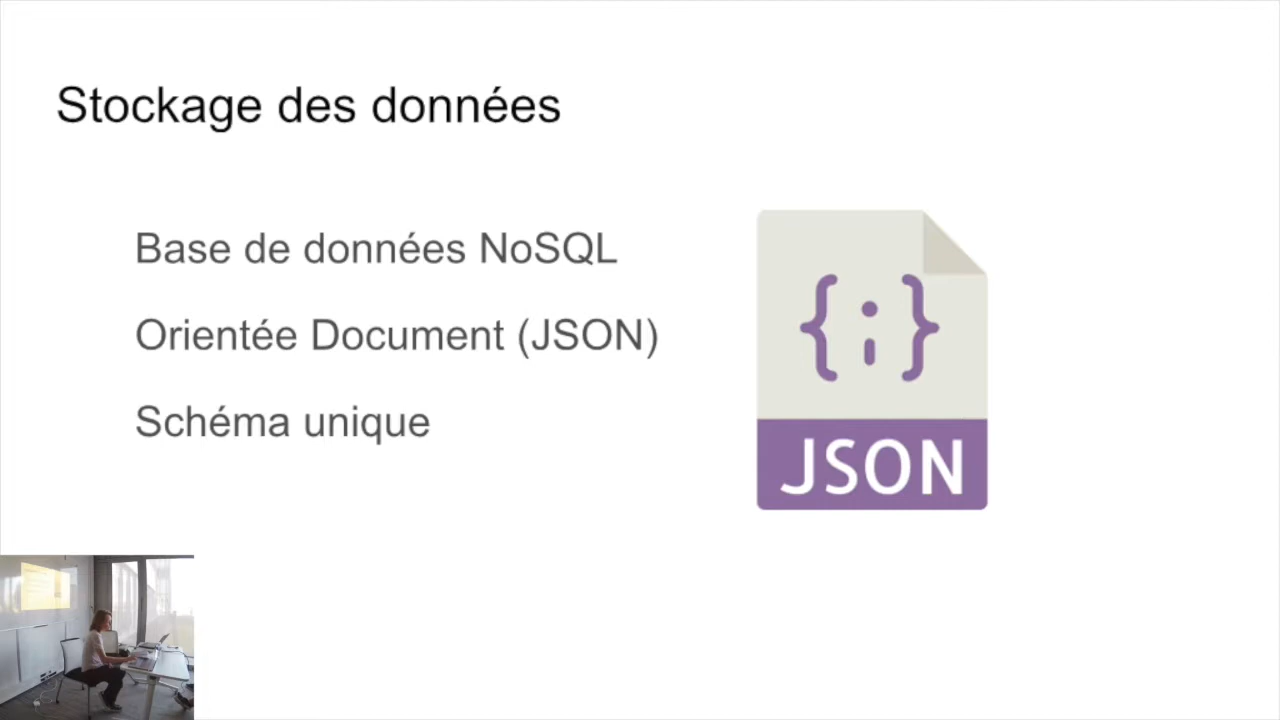 Stockage des données
Base de données NoSQL
Orientée Document (JSON)
Schéma unique
{;}
JSON